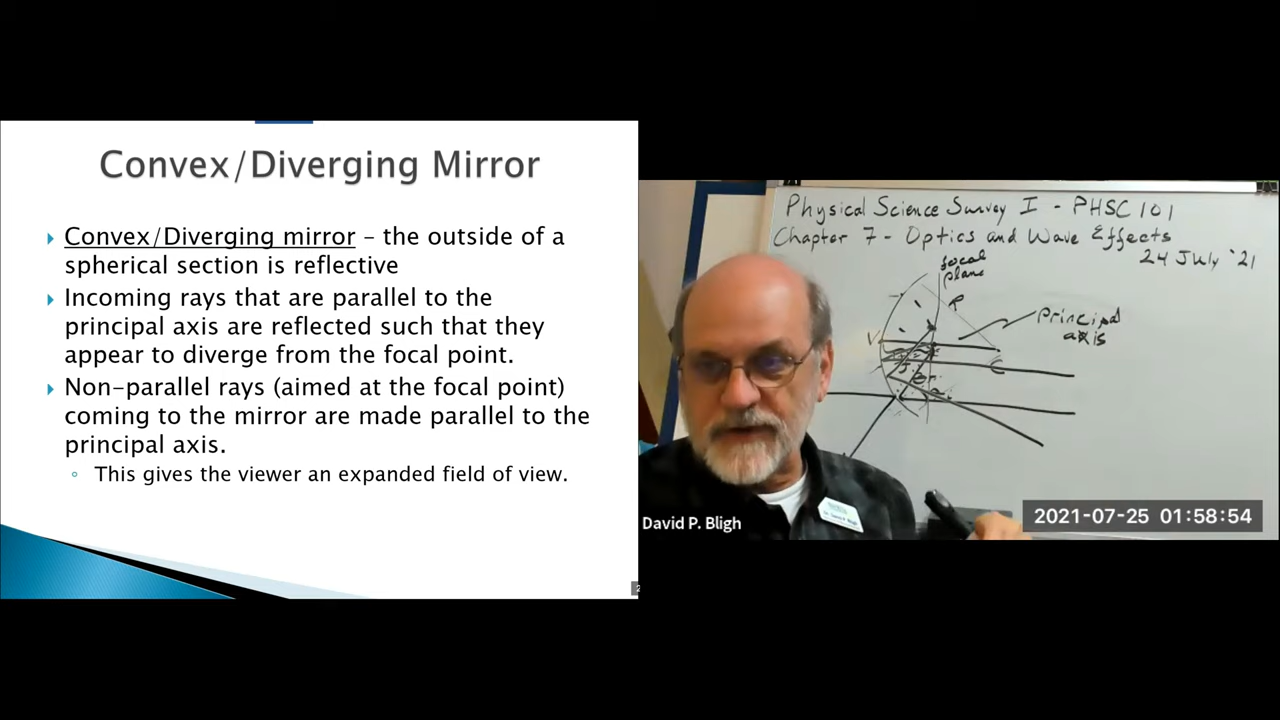 Convex/Diverging Mirror
Convex/Diverging mirror – the outside of a
spherical section is reflective
Incoming rays that are parallel to the
principal axis are reflected such that they
appear to diverge from the focal point.
Non-parallel rays (aimed at the focal point)
coming to the mirror are made parallel to the
principal axis.
This gives the viewer an expanded field of view.
Physical Science Survey I - PHSC 101
Chapter 7 - Optics and Wave Effects
24 July '21
focal
plane
R
Principal
axis
V
C
David P. Bligh
2021-07-25 01:58:54